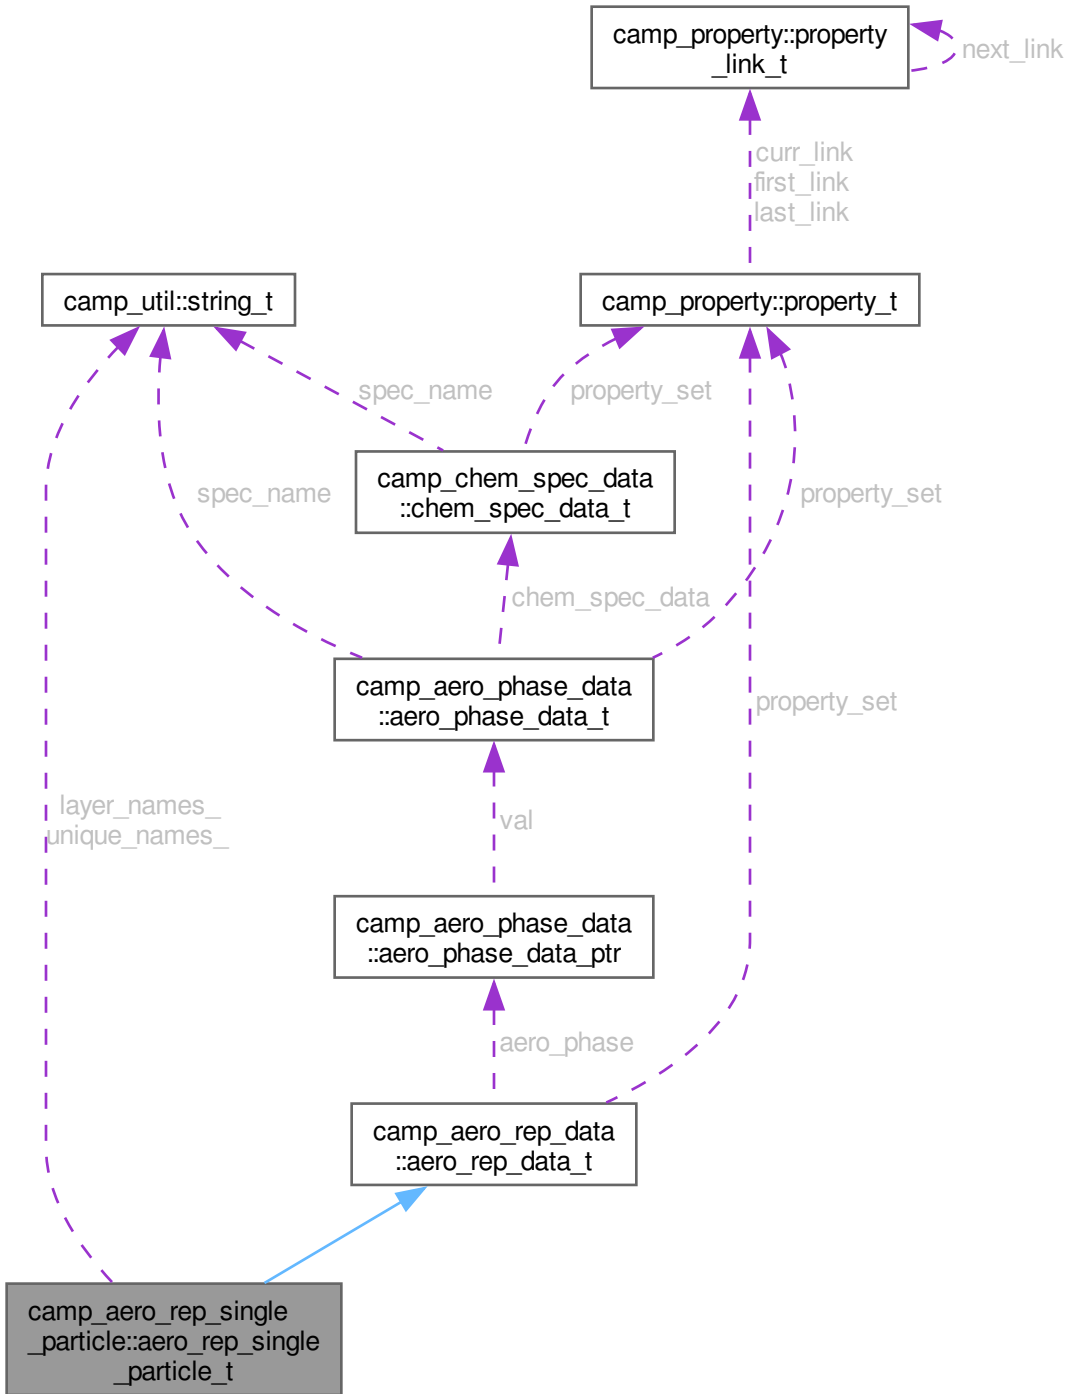 camp_property::property
_link_t
next_link
curr_link
first_link
last_link
camp_util::string_t
camp_property::property_t
spec_name
property_set
camp_chem_spec_data
::chem_spec_data_t
spec_name
property_set
chem_spec_data
camp_aero_phase_data
::aero_phase_data_t
property_set
layer_names_
unique_names_
val
camp_aero_phase_data
::aero_phase_data_ptr
aero_phase
camp_aero_rep_data
::aero_rep_data_t
camp_aero_rep_single
_particle::aero_rep_single
_particle_t